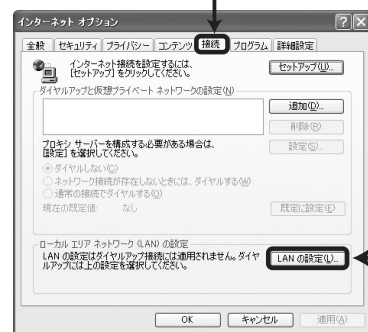 インターネット オプション
全般 セキュリティ プライバシー コンテンツ 接続 プログラム 詳細設定
インターネット接続を設定するには、
[セットアップ] をクリックしてください。
セットアップ(U)...
ダイヤルアップと仮想プライベート ネットワークの設定(N)
追加(D)...
削除(R)
プロキシ サーバーを構成する必要がある場合は、
[設定] を選択してください。
設定(S)...
ダイヤルしない(C)
ネットワーク接続が存在しないときには、ダイヤルする(W)
通常の接続でダイヤルする(O)
現在の既定値: なし
既定に設定(E)
ローカル エリア ネットワーク (LAN) の設定
LAN の設定はダイヤルアップ接続には適用されません。ダイヤ
ルアップには上の設定を選択してください。
LAN の設定(L)...
OK キャンセル 適用(A)